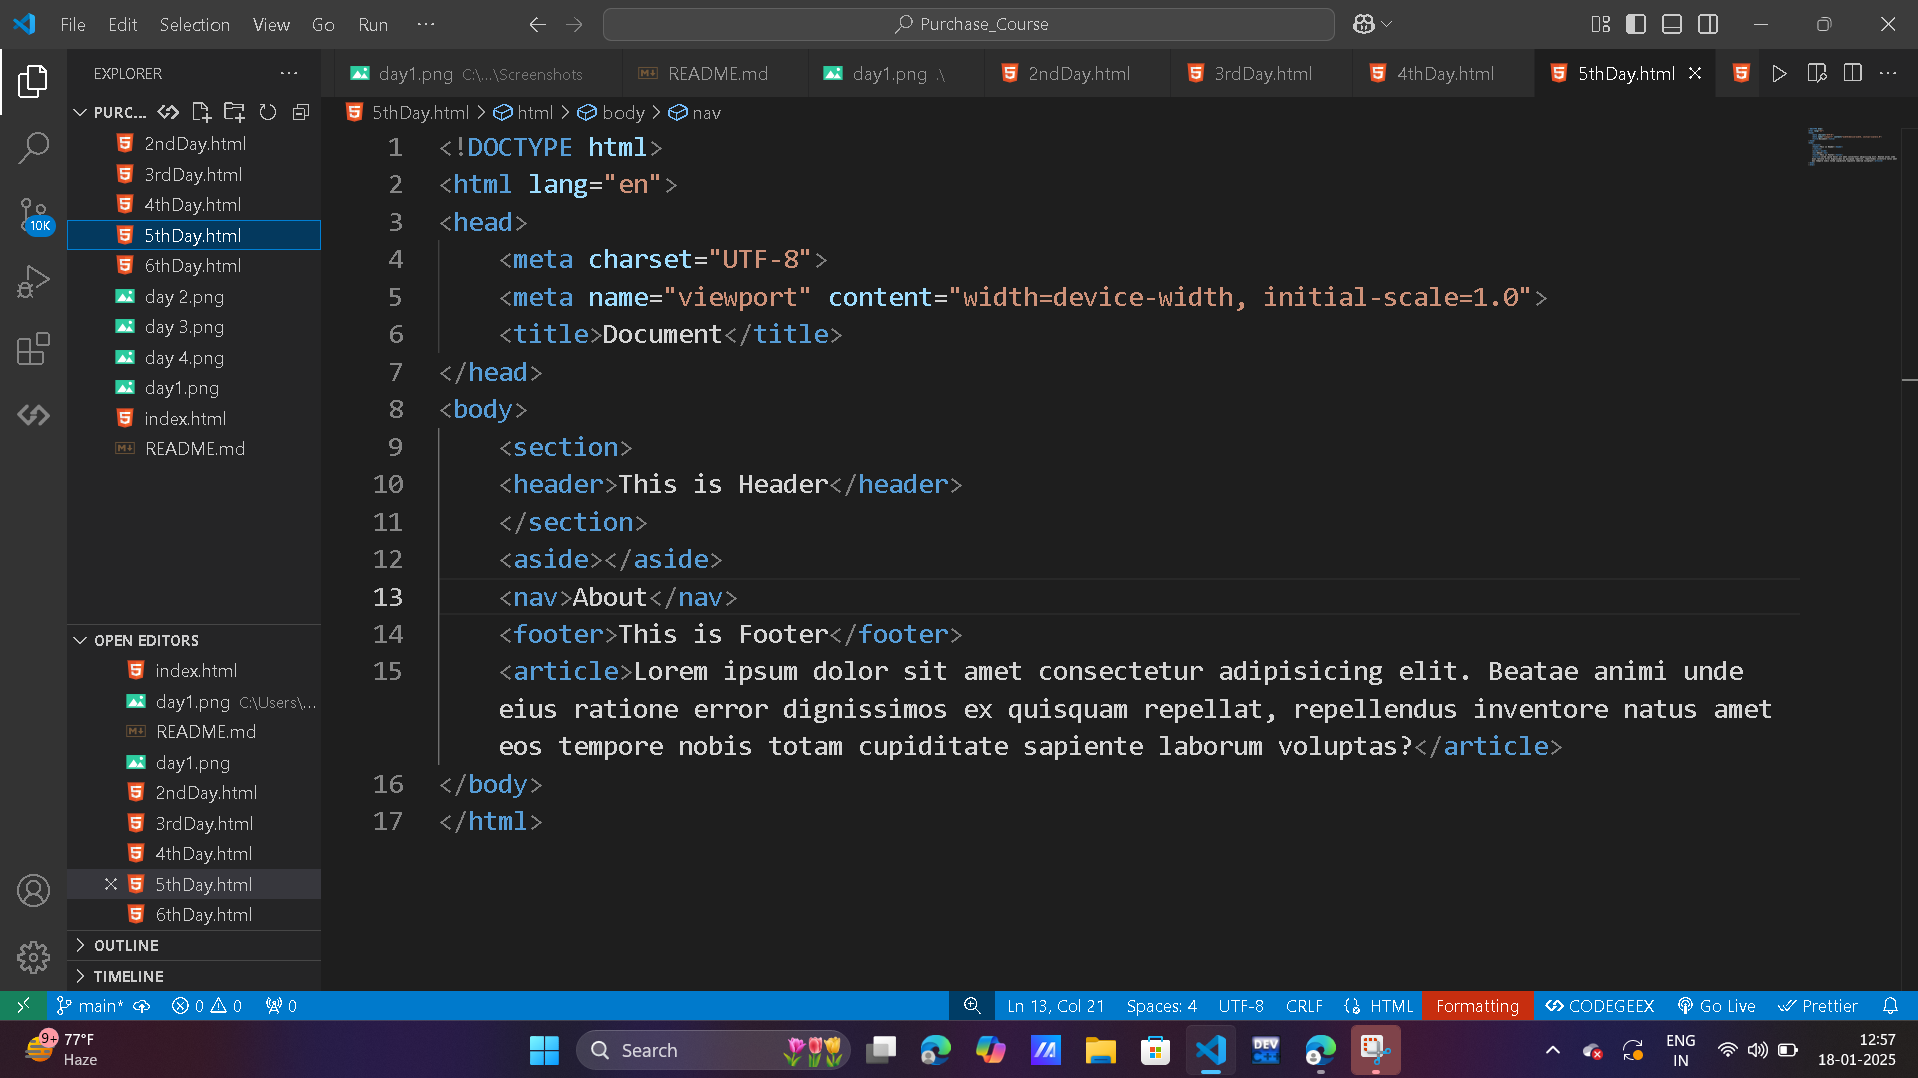 File Edit Selection View Go Run ···
Purchase_Course
EXPLORER
PURC...
2ndDay.html
3rdDay.html
4thDay.html
5thDay.html
6thDay.html
day 2.png
day 3.png
day 4.png
day1.png
index.html
README.md
OPEN EDITORS
index.html
day1.png C:\Users\...
README.md
day1.png
2ndDay.html
3rdDay.html
4thDay.html
5thDay.html
6thDay.html
OUTLINE
TIMELINE
10K
day1.png C:\...\Screenshots README.md day1.png .\ 2ndDay.html 3rdDay.html 4thDay.html 5thDay.html
5thDay.html > html > body > nav
1 <!DOCTYPE html>
2 <html lang="en">
3 <head>
4 <meta charset="UTF-8">
5 <meta name="viewport" content="width=device-width, initial-scale=1.0">
6 <title>Document</title>
7 </head>
8 <body>
9 <section>
10 <header>This is Header</header>
11 </section>
12 <aside></aside>
13 <nav>About</nav>
14 <footer>This is Footer</footer>
15 <article>Lorem ipsum dolor sit amet consectetur adipisicing elit. Beatae animi unde
eius ratione error dignissimos ex quisquam repellat, repellendus inventore natus amet
eos tempore nobis totam cupiditate sapiente laborum voluptas?</article>
16 </body>
17 </html>
main* 0 0 0 Ln 13, Col 21 Spaces: 4 UTF-8 CRLF HTML Formatting CODEGEEX Go Live Prettier
9+ 77°F
Haze
Search
DEV
C++
ENG
IN
12:57
18-01-2025